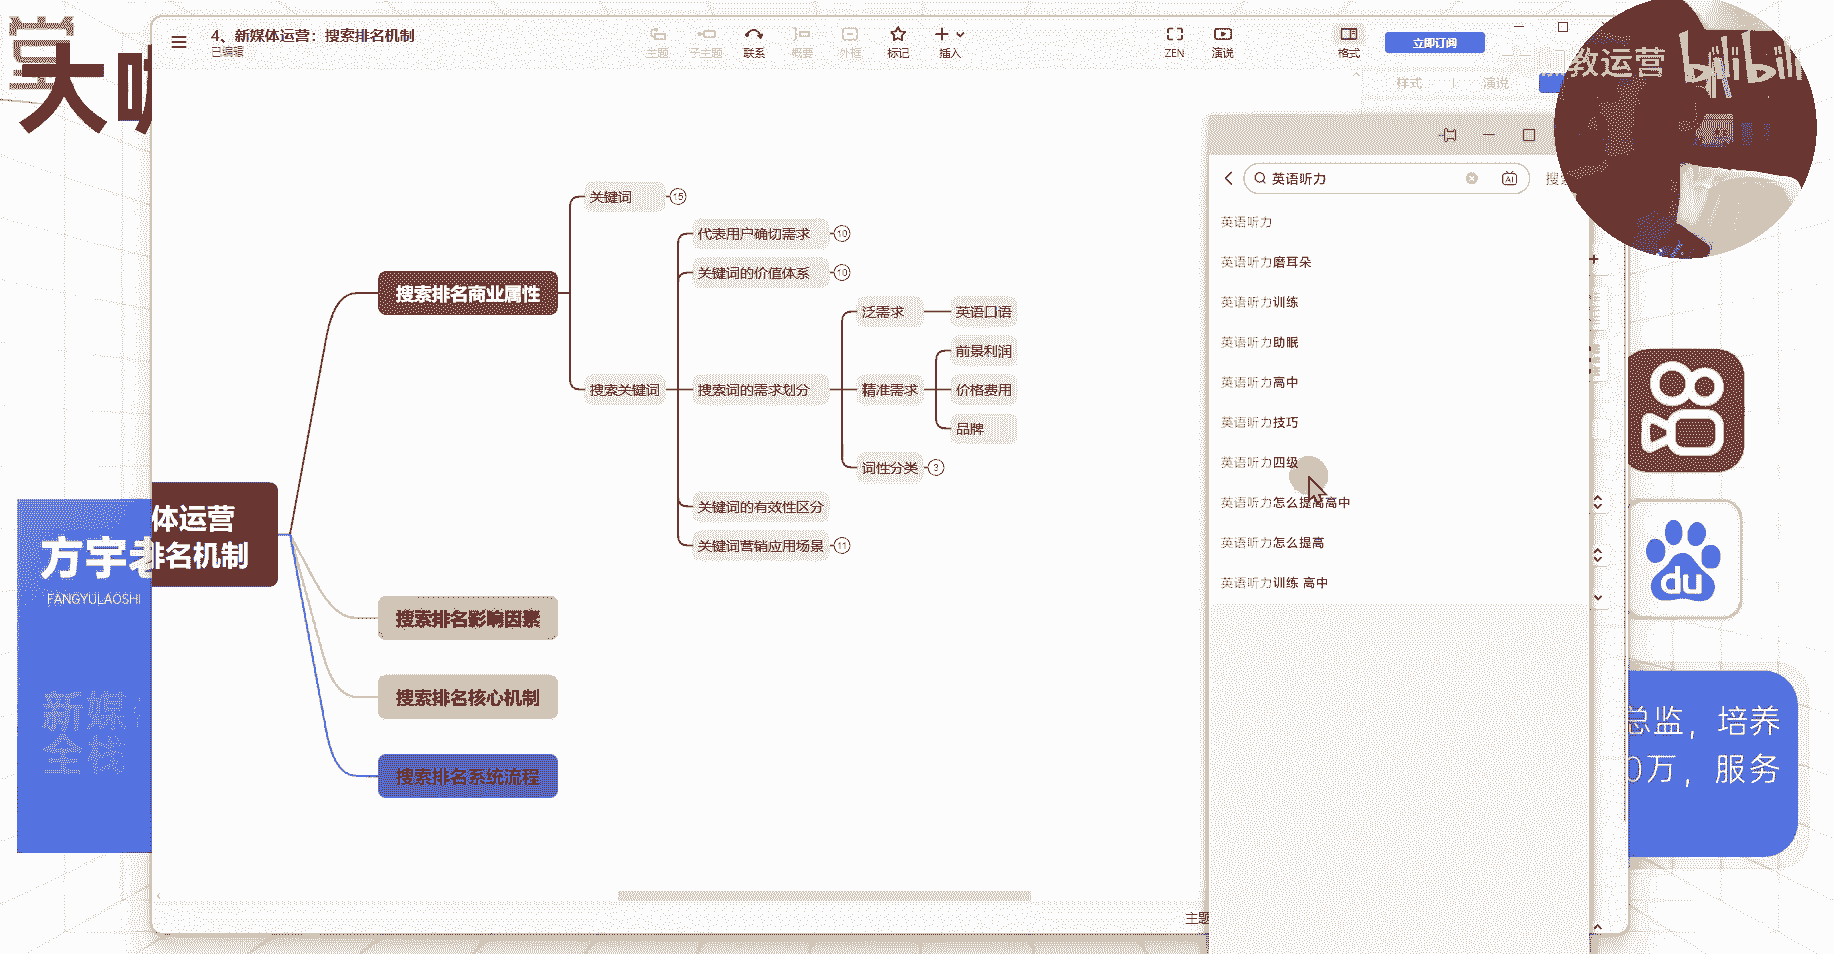 4、新媒体运营：搜索排名机制
已编辑
主题
子主题
联系
概要
外框
标记
插入
ZEN
演说
格式
立即订阅
样式
演说
教运营
bilibili
体运营
排名机制
搜索排名商业属性
关键词
15
搜索关键词
代表用户确切需求
10
关键词的价值体系
10
搜索词的需求划分
泛需求
英语口语
精准需求
前景利润
价格费用
品牌
词性分类
3
关键词的有效性区分
关键词营销应用场景
11
搜索排名影响因素
搜索排名核心机制
搜索排名系统流程
英语听力
AI
英语听力
英语听力磨耳朵
英语听力训练
英语听力助眠
英语听力高中
英语听力技巧
英语听力四级
英语听力怎么提高高中
英语听力怎么提高
英语听力训练 高中
主题
方宇老
FANGYULAOSHI
新媒
全栈
du
总监，培养
0万，服务